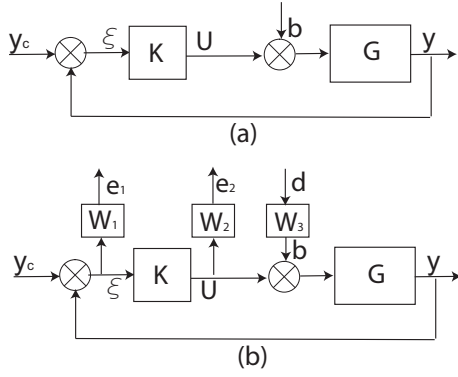 y꜀ ξ K U b G y
(a)
e₁ e₂ d
W₁ W₂ W₃
y꜀ ξ K U b G y
(b)